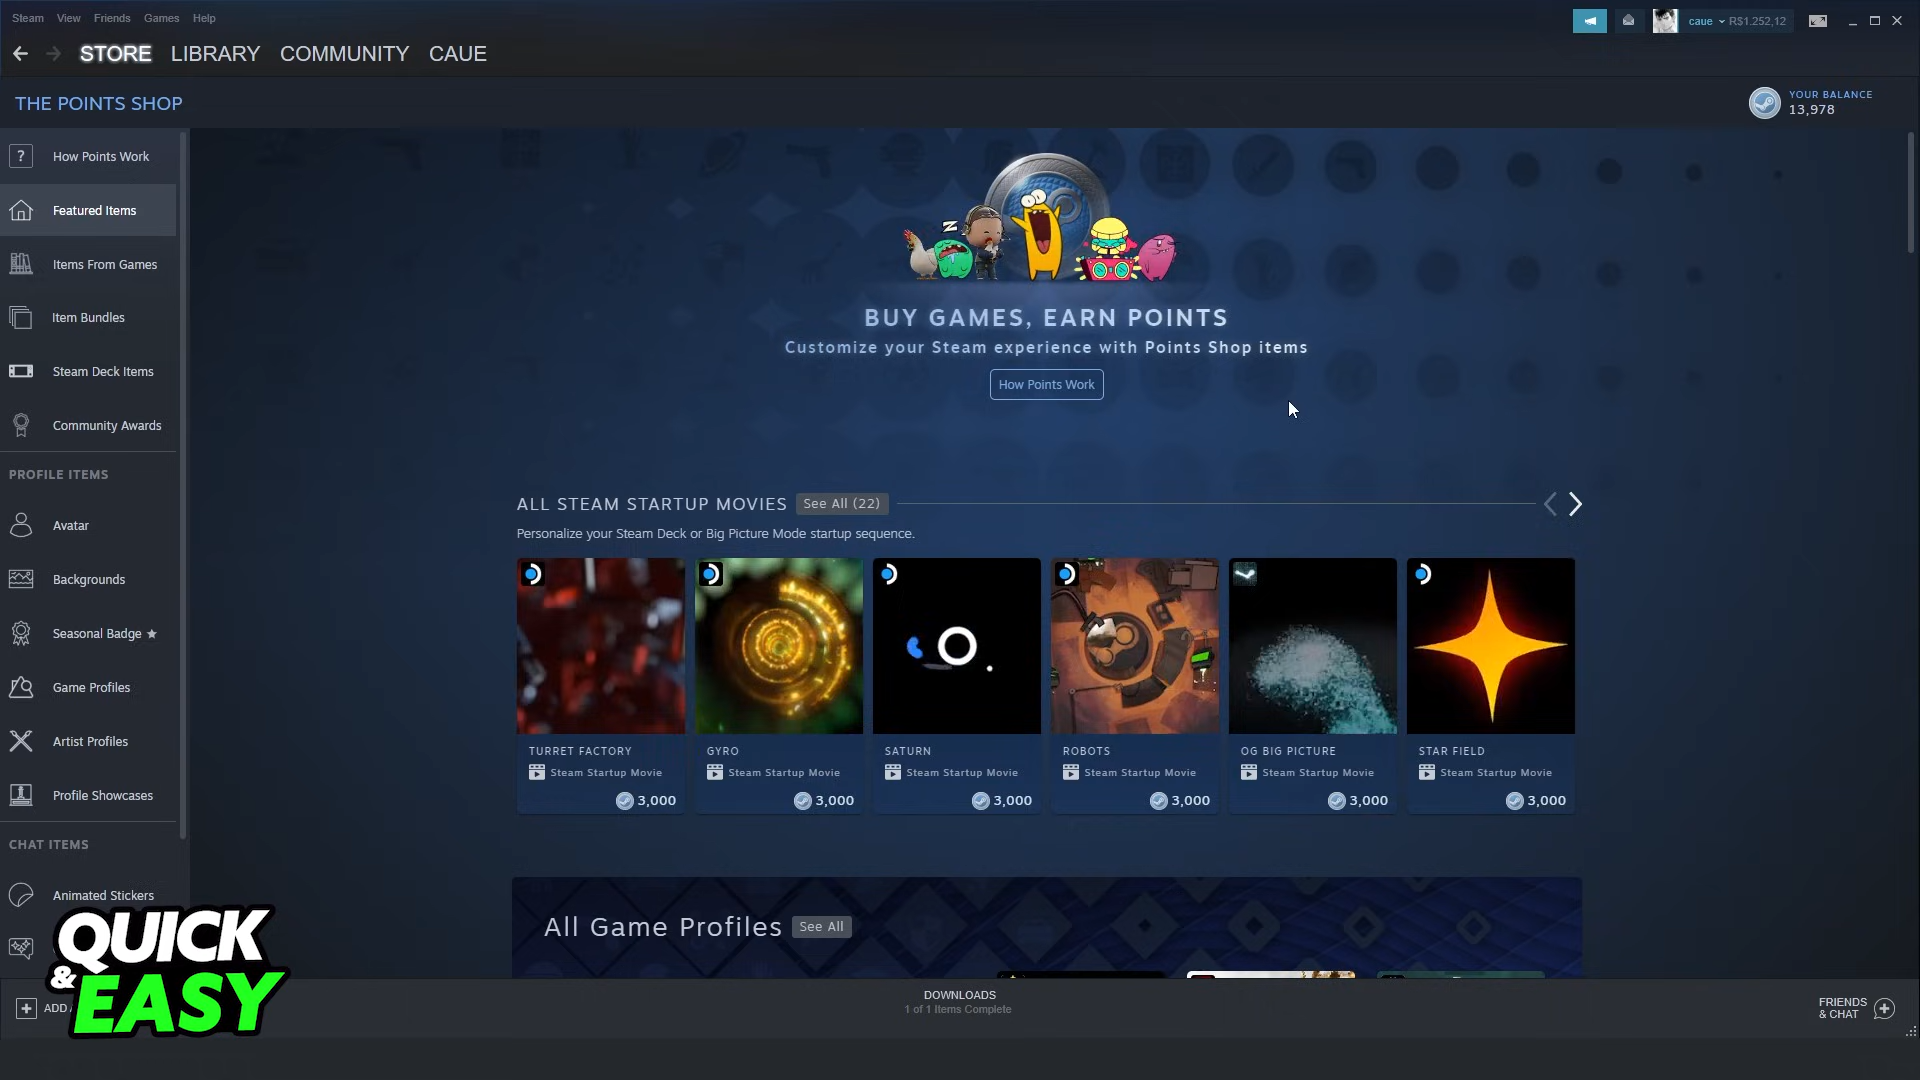 Steam View Friends Games Help
caue R$1.252,12
STORE LIBRARY COMMUNITY CAUE
THE POINTS SHOP
YOUR BALANCE
13,978
? How Points Work
Featured Items
Items From Games
Item Bundles
Steam Deck Items
Community Awards
PROFILE ITEMS
Avatar
Backgrounds
Seasonal Badge
Game Profiles
Artist Profiles
Profile Showcases
CHAT ITEMS
Animated Stickers
Z
BUY GAMES, EARN POINTS
Customize your Steam experience with Points Shop items
How Points Work
ALL STEAM STARTUP MOVIES See All (22)
Personalize your Steam Deck or Big Picture Mode startup sequence.
TURRET FACTORY
Steam Startup Movie
3,000
GYRO
Steam Startup Movie
3,000
SATURN
Steam Startup Movie
3,000
ROBOTS
Steam Startup Movie
3,000
OG BIG PICTURE
Steam Startup Movie
3,000
STAR FIELD
Steam Startup Movie
3,000
All Game Profiles See All
QUICK
& EASY
ADD
DOWNLOADS
1 of 1 Items Complete
FRIENDS
& CHAT